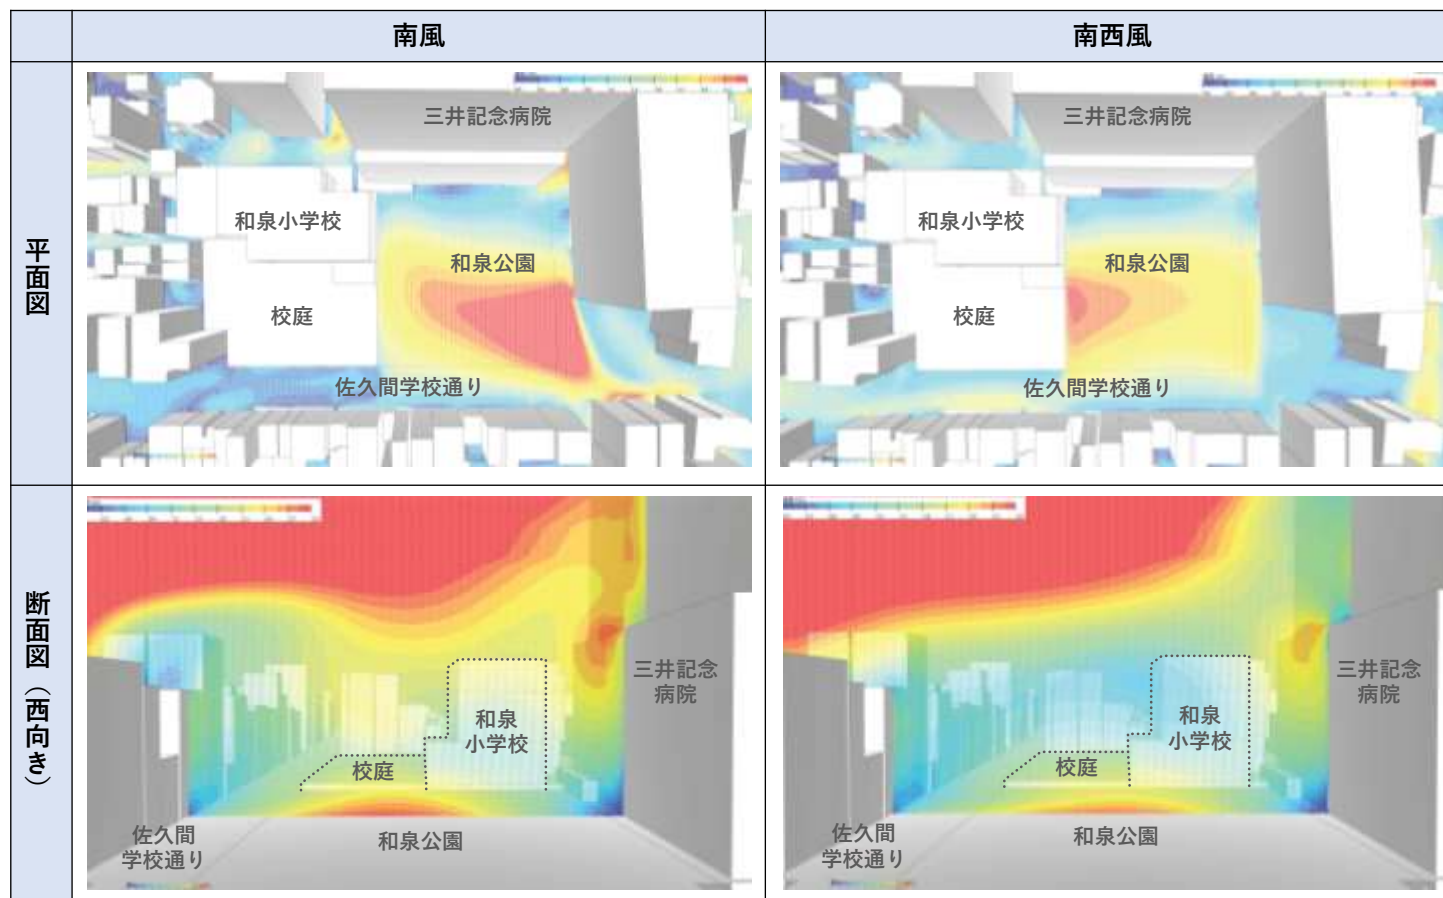 南風
南西風
平面図
三井記念病院
和泉小学校
和泉公園
校庭
佐久間学校通り
三井記念病院
和泉小学校
和泉公園
校庭
佐久間学校通り
断面図（西向き）
三井記念
病院
和泉
小学校
校庭
佐久間
学校通り
和泉公園
三井記念
病院
和泉
小学校
校庭
佐久間
学校通り
和泉公園